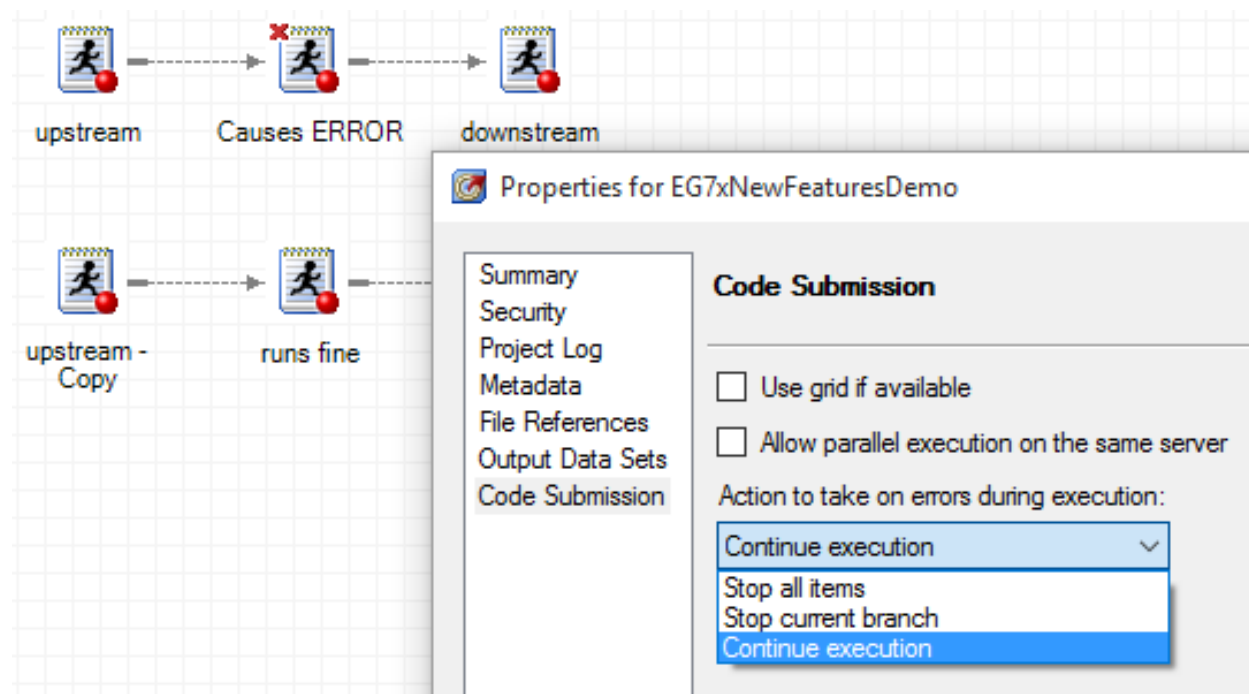 upstream
Causes ERROR
downstream
upstream -
Copy
runs fine
Properties for EG7xNewFeaturesDemo
Summary
Security
Project Log
Metadata
File References
Output Data Sets
Code Submission
Code Submission
Use grid if available
Allow parallel execution on the same server
Action to take on errors during execution:
Continue execution
Stop all items
Stop current branch
Continue execution